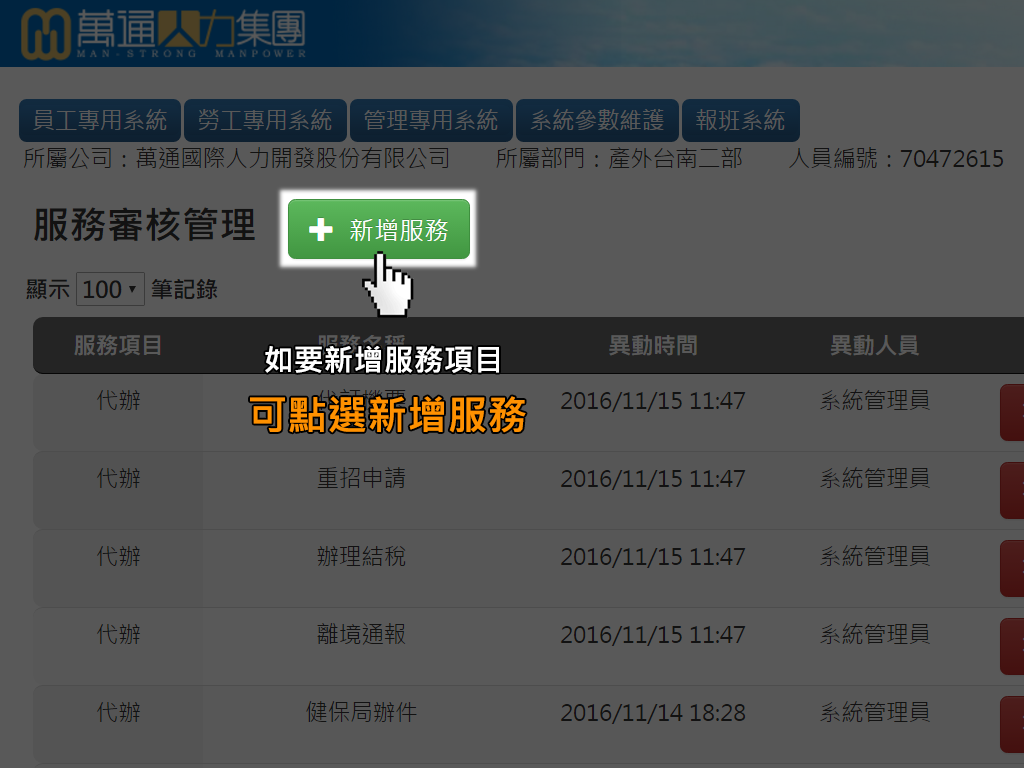 萬通人力集團
MAN-STRONG MANPOWER
員工專用系統 勞工專用系統 管理專用系統 系統參數維護 報班系統
所屬公司：萬通國際人力開發股份有限公司 所屬部門：產外台南二部 人員編號：70472615
服務審核管理 新增服務
顯示 100 筆記錄
服務項目 服務名稱 異動時間 異動人員
如要新增服務項目
代辦 2016/11/15 11:47 系統管理員
可點選新增服務
代辦 重招申請 2016/11/15 11:47 系統管理員
代辦 辦理結稅 2016/11/15 11:47 系統管理員
代辦 離境通報 2016/11/15 11:47 系統管理員
代辦 健保局辦件 2016/11/14 18:28 系統管理員